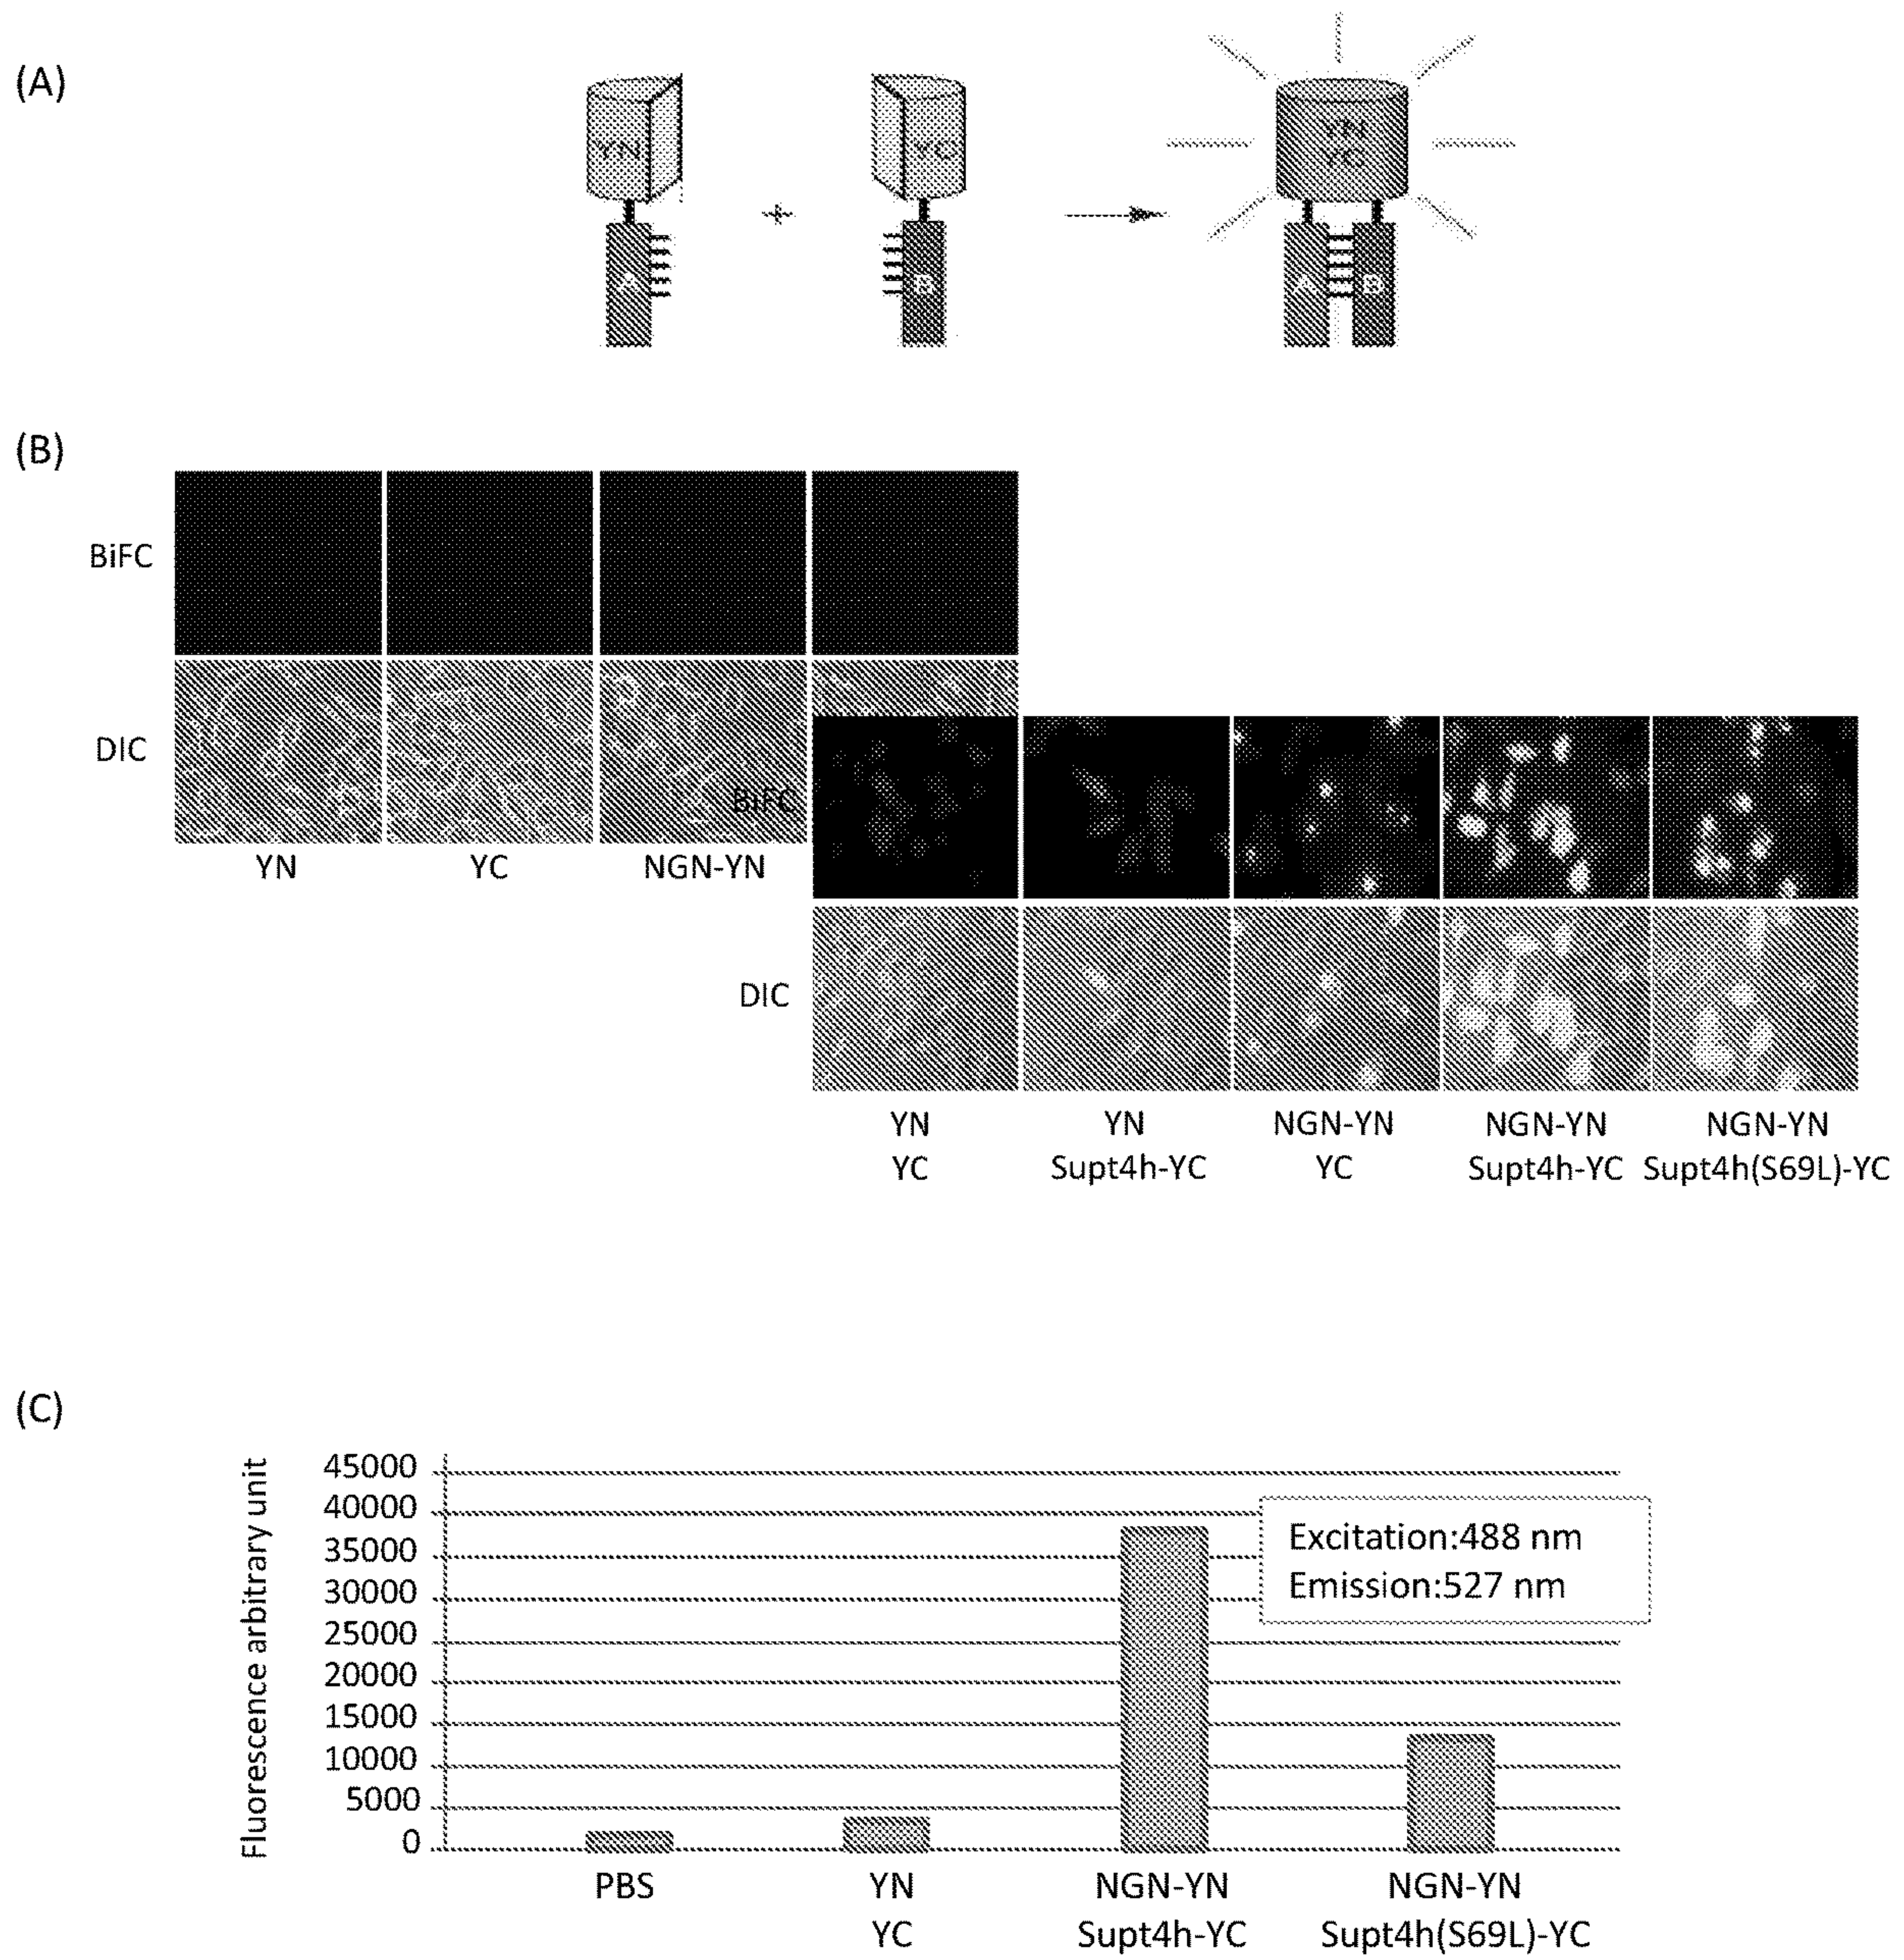 (A)
YN
+
YC
YN
YC
A
B
A
B
(B)
BiFC
DIC
YN
YC
NGN-YN
BiFC
DIC
YN
YC
YN
Supt4h-YC
NGN-YN
YC
NGN-YN
Supt4h-YC
NGN-YN
Supt4h(S69L)-YC
(C)
Fluorescence arbitrary unit
45000
40000
35000
30000
25000
20000
15000
10000
5000
0
Excitation:488 nm
Emission:527 nm
PBS
YN
YC
NGN-YN
Supt4h-YC
NGN-YN
Supt4h(S69L)-YC